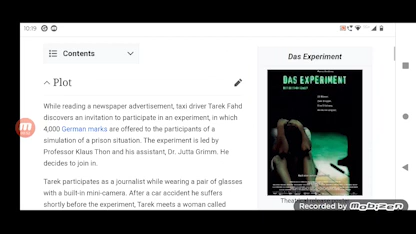 10:19
Contents
Das Experiment
Plot
While reading a newspaper advertisement, taxi driver Tarek Fahd
discovers an invitation to participate in an experiment, in which
4,000 German marks are offered to the participants of a
simulation of a prison situation. The experiment is led by
Professor Klaus Thon and his assistant, Dr. Jutta Grimm. He
decides to join in.
Tarek participates as a journalist while wearing a pair of glasses
with a built-in mini-camera. After a car accident he suffers
shortly before the experiment, Tarek meets a woman called
DAS EXPERIMENT
Recorded by Mobizen